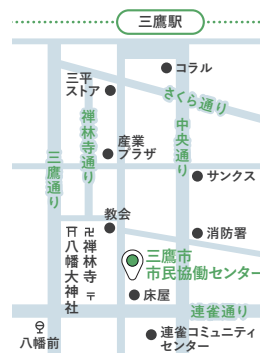 三鷹駅
コラル
三平
ストア
さくら通り
禅林寺通り
中央通り
産業
プラザ
三鷹通り
サンクス
教会
八幡大神社
卍禅林寺
〒
消防署
三鷹市
市民協働センター
床屋
連雀通り
八幡前
連雀コミュニティ
センター